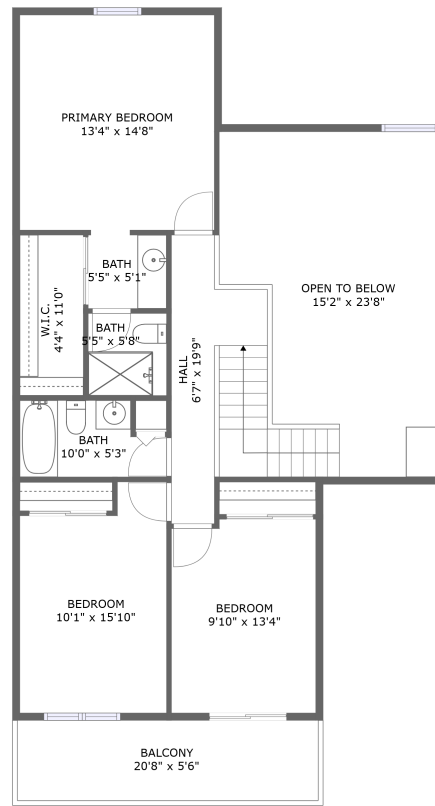 PRIMARY BEDROOM
13'4" x 14'8"
BATH
5'5" x 5'1"
OPEN TO BELOW
15'2" x 23'8"
W.I.C.
4'4" x 11'0"
BATH
5'5" x 5'8"
HALL
6'7" x 19'9"
BATH
10'0" x 5'3"
BEDROOM
10'1" x 15'10"
BEDROOM
9'10" x 13'4"
BALCONY
20'8" x 5'6"